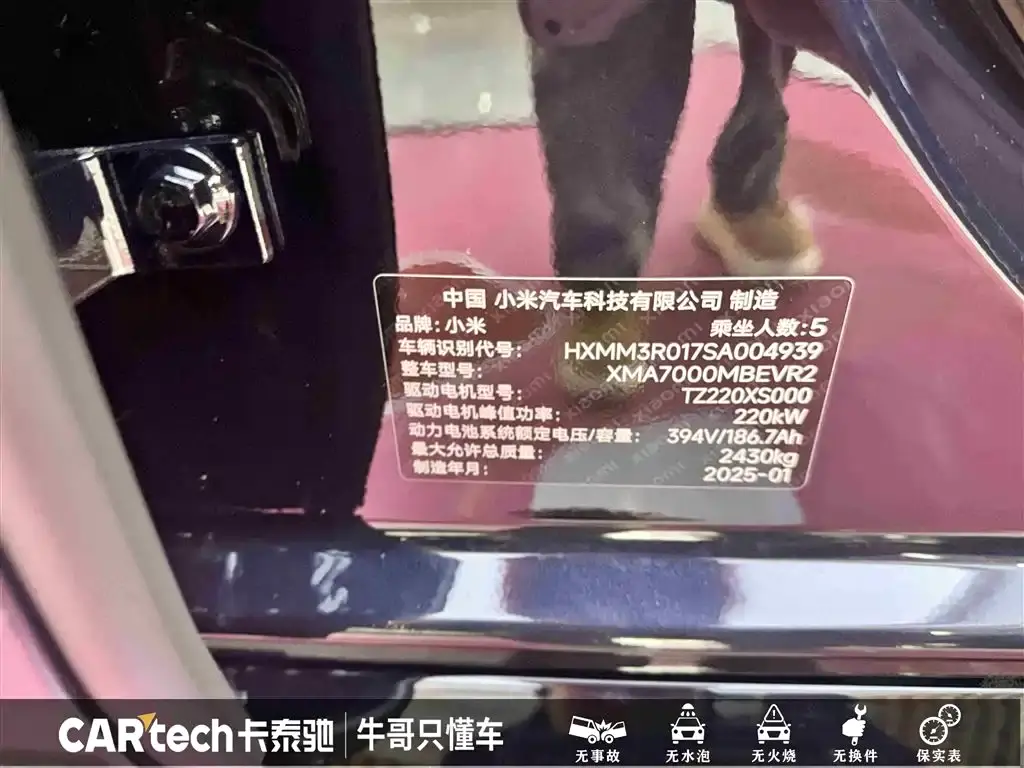 中国 小米汽车科技有限公司 制造
品牌: 小米 乘坐人数: 5
车辆识别代号: HXMM3R017SA004939
整车型号: XMA7000MBEVR2
驱动电机型号: TZ220XS000
驱动电机峰值功率: 220kW
动力电池系统额定电压/容量: 394V/186.7Ah
最大允许总质量: 2430kg
制造年月: 2025-01
CARtech卡泰驰 牛哥只懂车
无事故 无水泡 无火烧 无换件 保实表